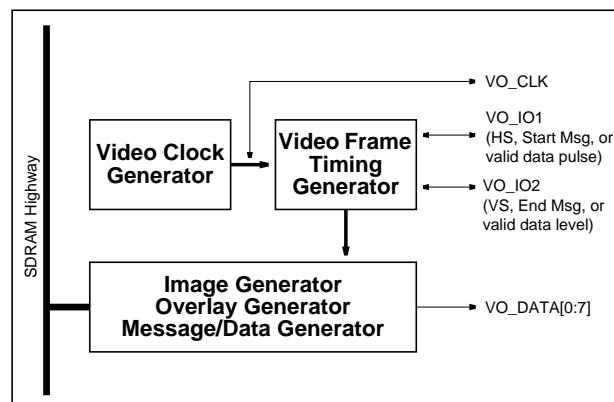 SDRAM Highway
Video Clock
Generator
Video Frame
Timing
Generator
VO_CLK
VO_IO1
(HS, Start Msg, or
valid data pulse)
VO_IO2
(VS, End Msg, or
valid data level)
Image Generator
Overlay Generator
Message/Data Generator
VO_DATA[0:7]